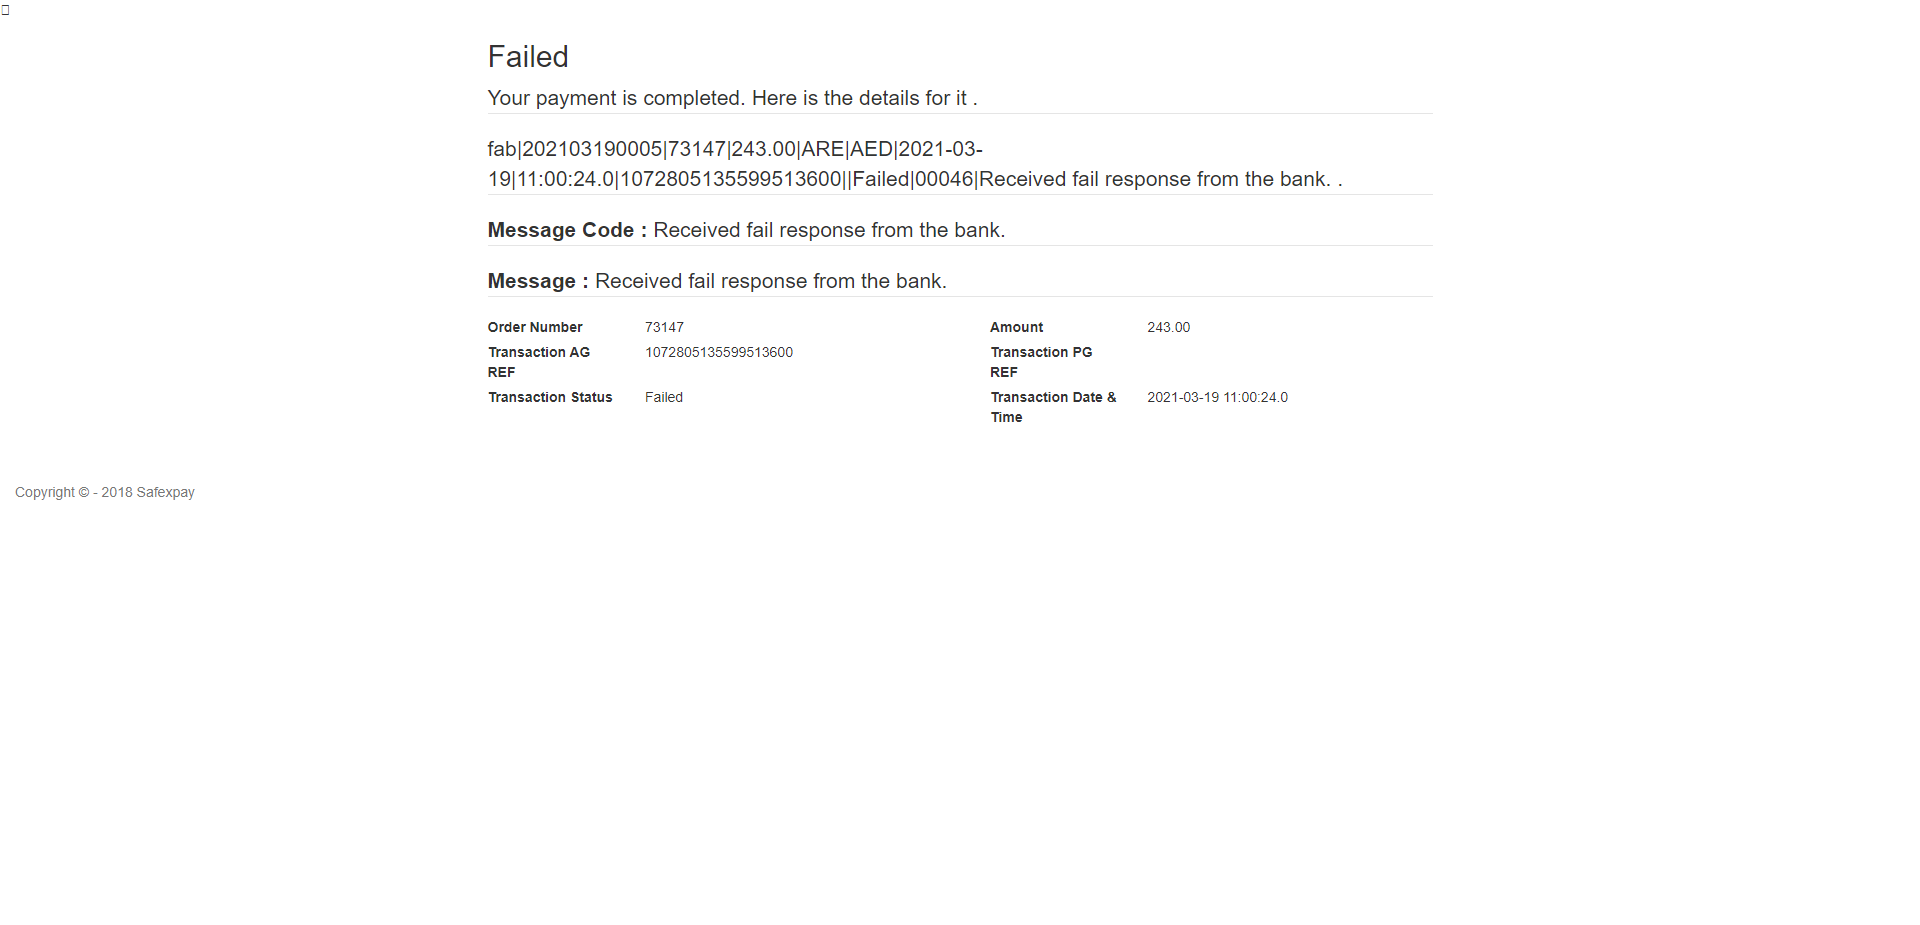 Failed
Your payment is completed. Here is the details for it .
fab|202103190005|73147|243.00|ARE|AED|2021-03-
19|11:00:24.0|1072805135599513600||Failed|00046|Received fail response from the bank. .
Message Code : Received fail response from the bank.
Message : Received fail response from the bank.
Order Number 73147 Amount 243.00
Transaction AG 1072805135599513600 Transaction PG
REF REF
Transaction Status Failed Transaction Date & 2021-03-19 11:00:24.0
Time
Copyright © - 2018 Safexpay